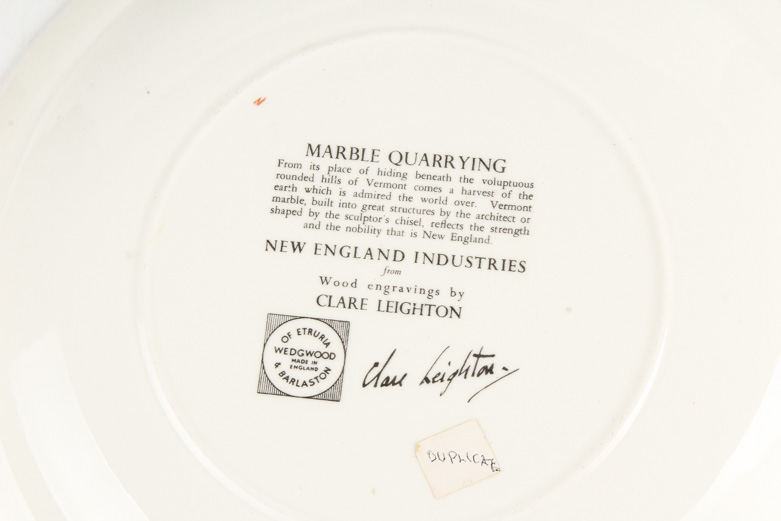 MARBLE QUARRYING
From its place of hiding beneath the voluptuous
rounded hills of Vermont comes a harvest of the
earth which is admired the world over. Vermont
marble, built into great structures by the architect or
shaped by the sculptor's chisel, reflects the strength
and the nobility that is New England.
NEW ENGLAND INDUSTRIES
from
Wood engravings by
CLARE LEIGHTON
OF ETRURIA
WEDGWOOD
MADE IN
ENGLAND
& BARLASTON
Clare Leighton
DUPLICATE